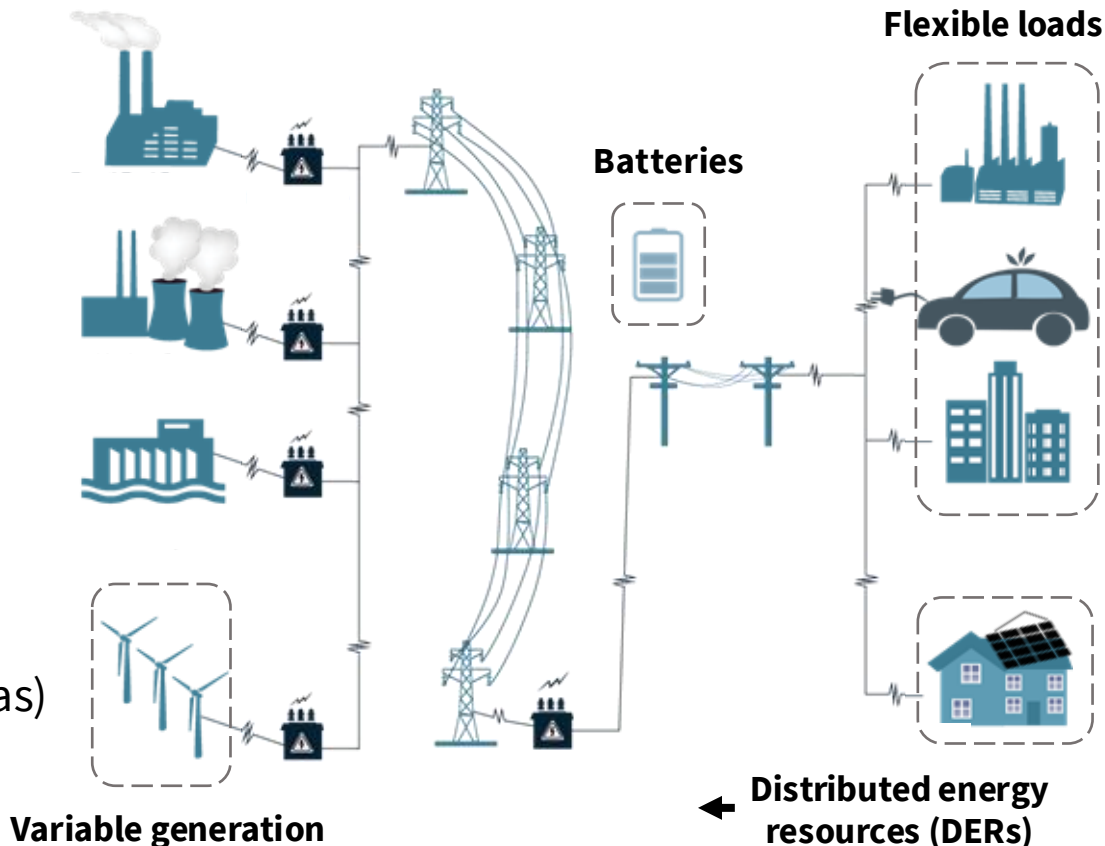 Flexible loads
Batteries
as)
Variable generation
Distributed energy
resources (DERs)